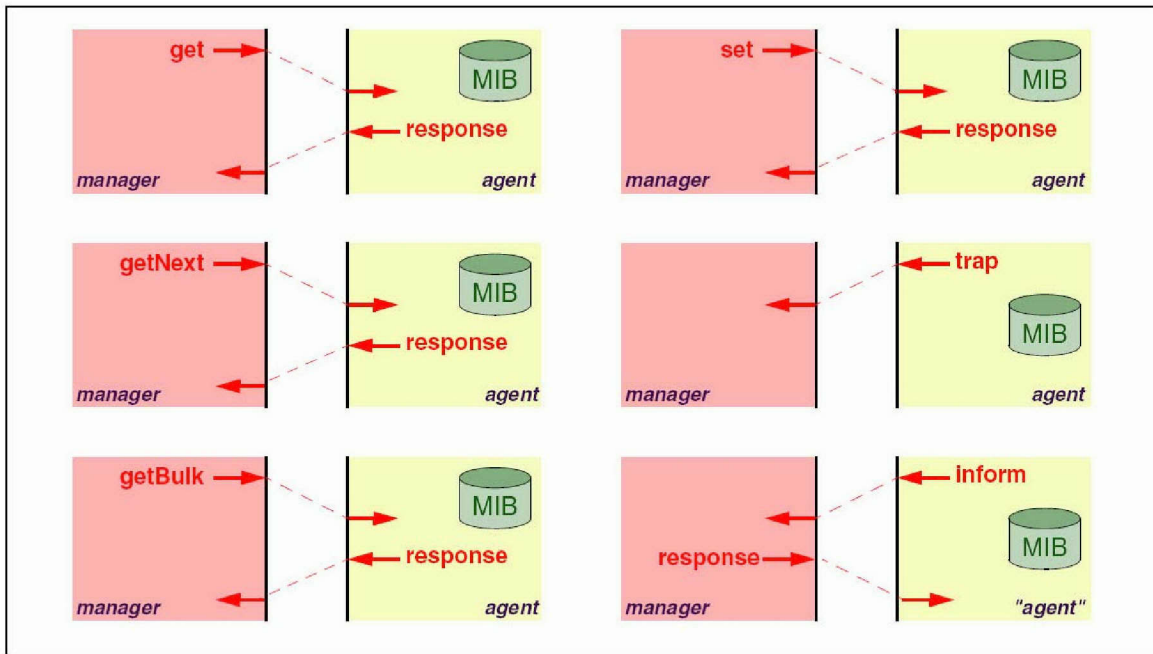 get
MIB
response
manager
agent
set
MIB
response
manager
agent
getNext
MIB
response
manager
agent
trap
MIB
manager
agent
getBulk
MIB
response
manager
agent
inform
MIB
response
manager
"agent"